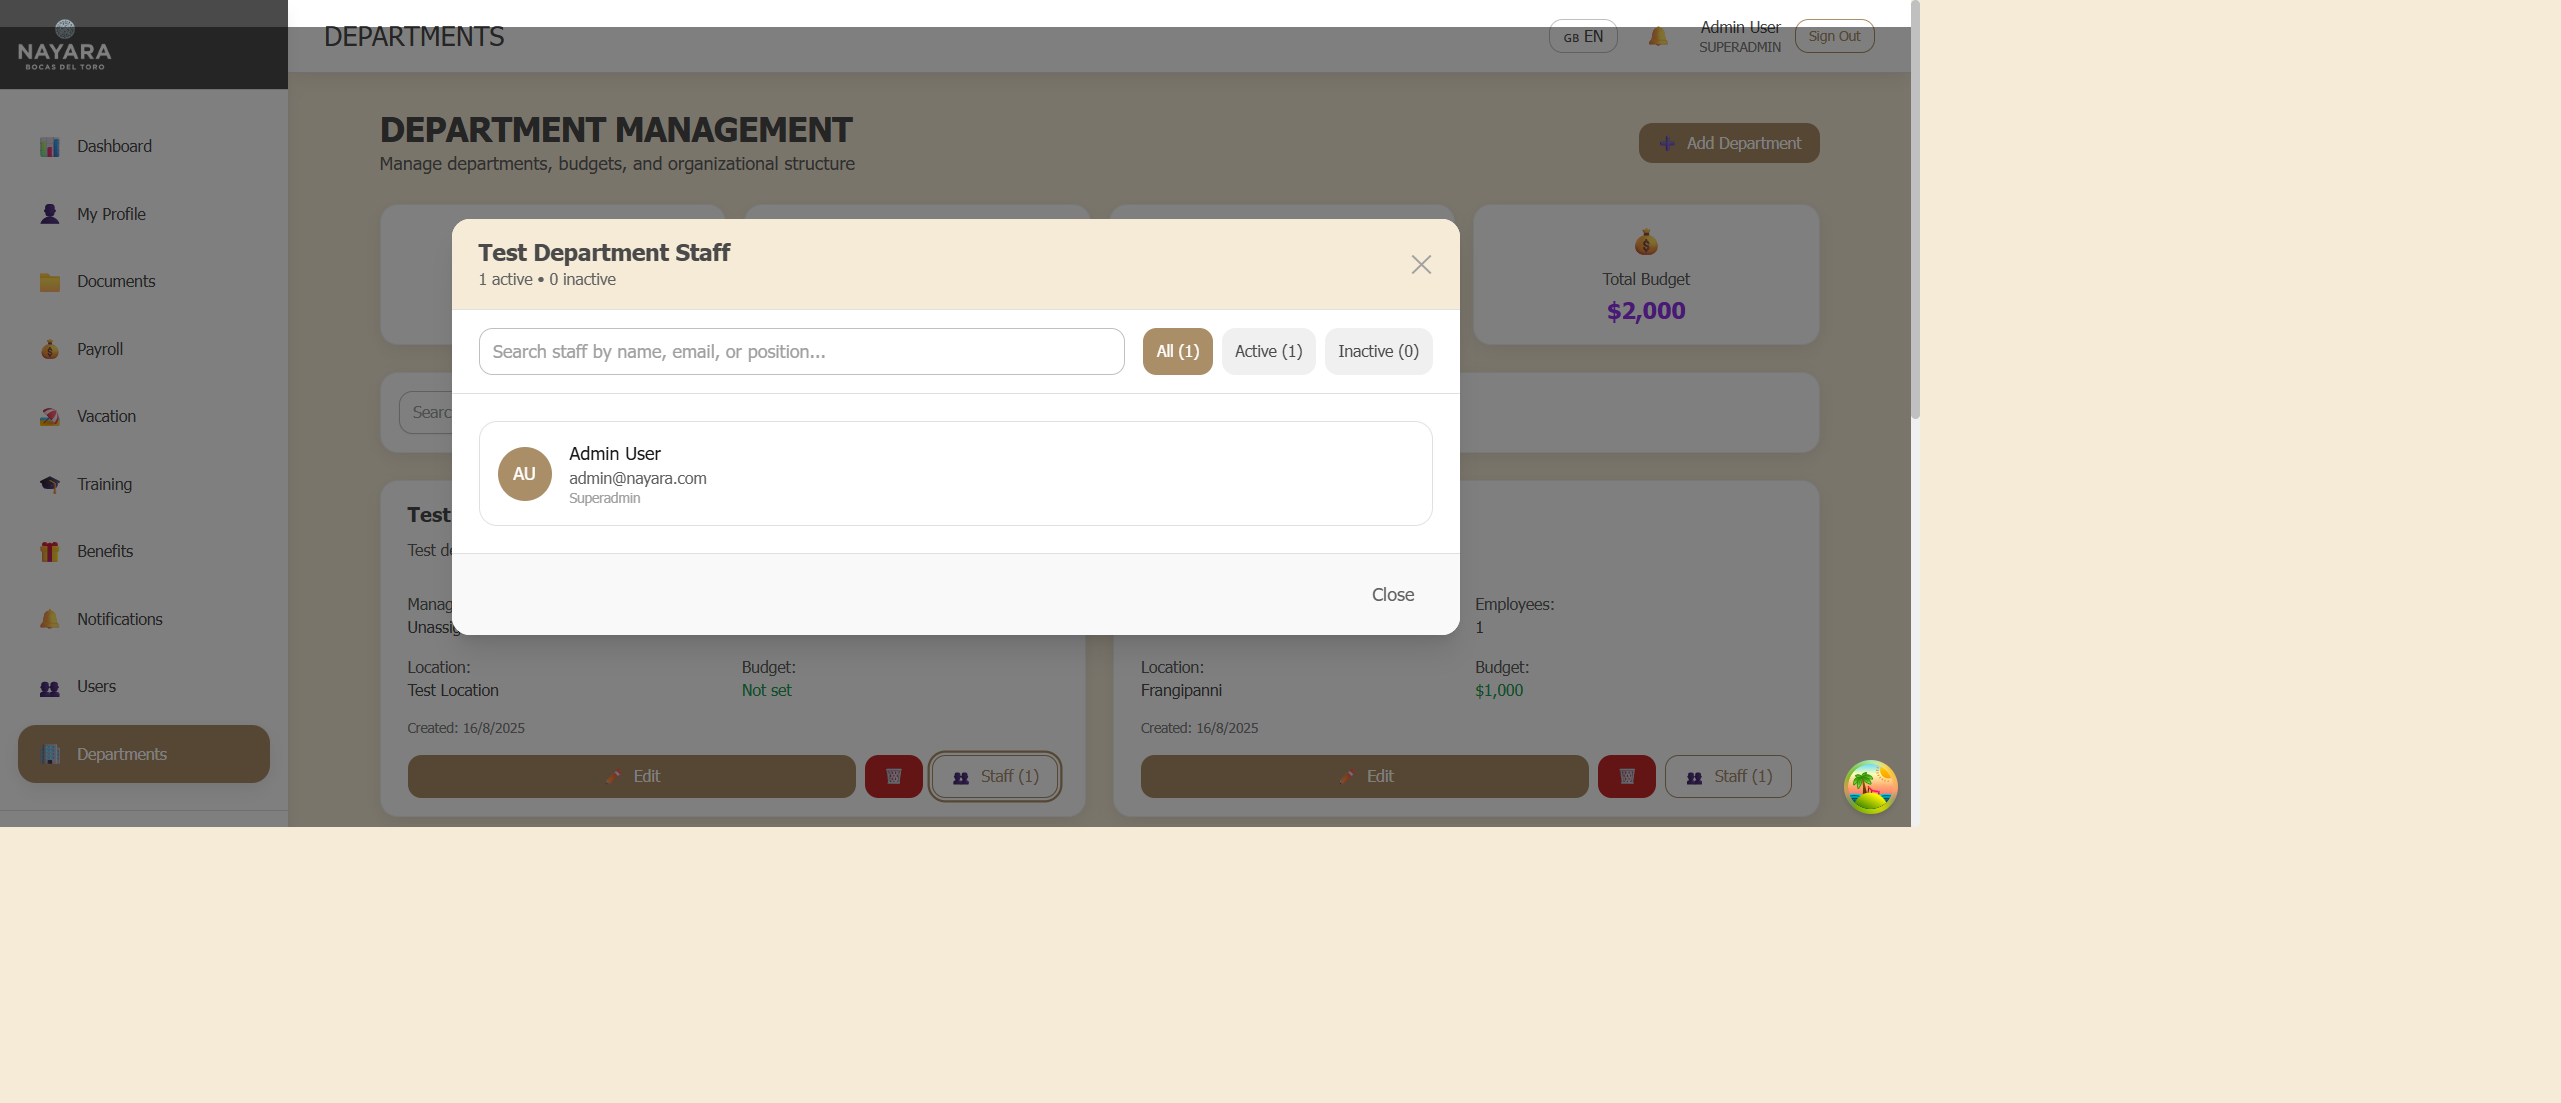 NAYARA
BOCAS DEL TORO
DEPARTMENTS
GB EN
Admin User
SUPERADMIN
Sign Out
Dashboard
My Profile
Documents
Payroll
Vacation
Training
Benefits
Notifications
Users
Departments
DEPARTMENT MANAGEMENT
Manage departments, budgets, and organizational structure
Add Department
Total Budget
$2,000
Searc
Test Department Staff
1 active • 0 inactive
Search staff by name, email, or position...
All (1)
Active (1)
Inactive (0)
AU
Admin User
admin@nayara.com
Superadmin
Close
Test
Test de
Manag
Unassig
Location:
Test Location
Budget:
Not set
Created: 16/8/2025
Edit
Staff (1)
Employees:
1
Location:
Frangipanni
Budget:
$1,000
Created: 16/8/2025
Edit
Staff (1)